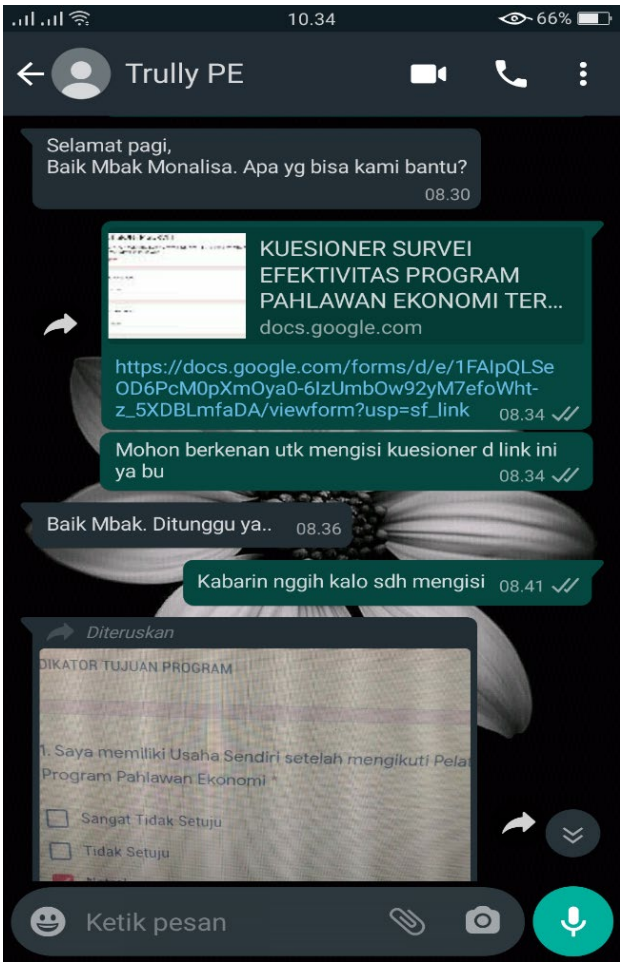 10.34
66%
Trully PE
Selamat pagi,
Baik Mbak Monalisa. Apa yg bisa kami bantu?
08.30
KUESIONER SURVEI
EFEKTIVITAS PROGRAM
PAHLAWAN EKONOMI TER...
docs.google.com
https://docs.google.com/forms/d/e/1FAIpQLSe
OD6PcM0pXmOya0-6IzUmbOw92yM7efoWht-
z_5XDBLmfaDA/viewform?usp=sf_link 08.34
Mohon berkenan utk mengisi kuesioner d link ini
ya bu
08.34
Baik Mbak. Ditunggu ya.. 08.36
Kabarin nggih kalo sdh mengisi 08.41
Diteruskan
DIKATOR TUJUAN PROGRAM
1. Saya memiliki Usaha Sendiri setelah mengikuti Pelat
Program Pahlawan Ekonomi *
Sangat Tidak Setuju
Tidak Setuju
Ketik pesan